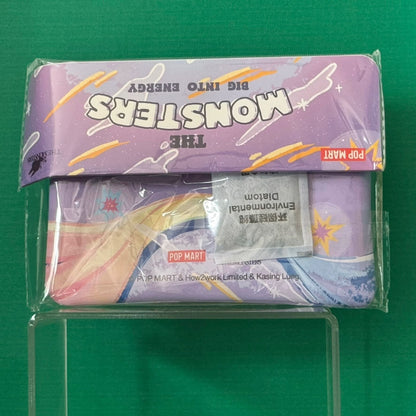 THE
MONSTERS
BIG INTO ENERGY
POP MART
Environmental
Diatom
POP MART
POP MART & How2work Limited & Kasing Lung